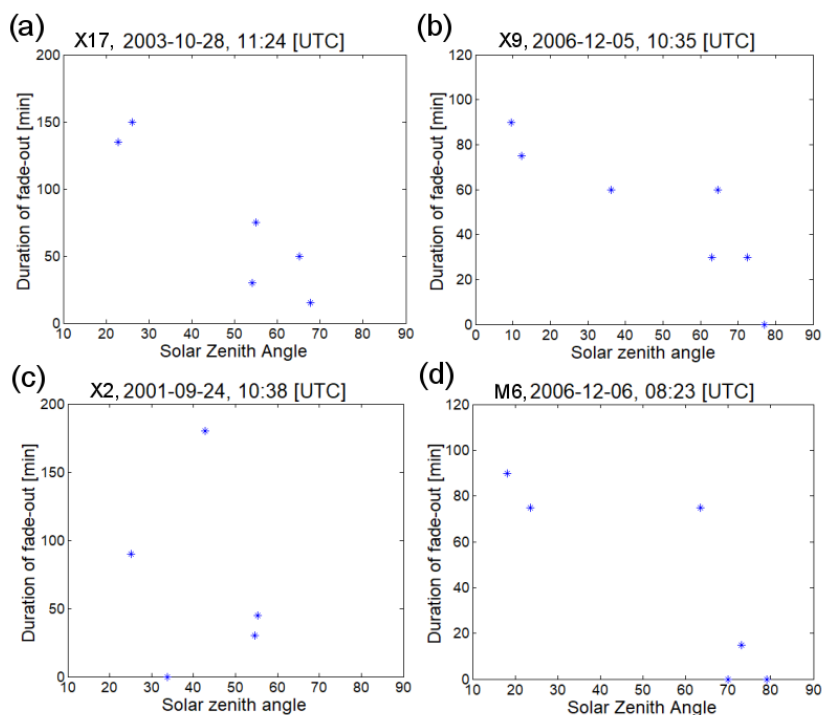 (a)
X17, 2003-10-28, 11:24 [UTC]
200
150
100
50
0
Duration of fade-out [min]
10 20 30 40 50 60 70 80 90
Solar Zenith Angle
(b)
X9, 2006-12-05, 10:35 [UTC]
120
100
80
60
40
20
0
Duration of fade-out [min]
0 10 20 30 40 50 60 70 80 90
Solar zenith angle
(c)
X2, 2001-09-24, 10:38 [UTC]
200
150
100
50
0
Duration of fade-out [min]
10 20 30 40 50 60 70 80 90
Solar zenith angle
(d)
M6, 2006-12-06, 08:23 [UTC]
120
100
80
60
40
20
0
Duration of fade-out [min]
10 20 30 40 50 60 70 80 90
Solar Zenith Angle